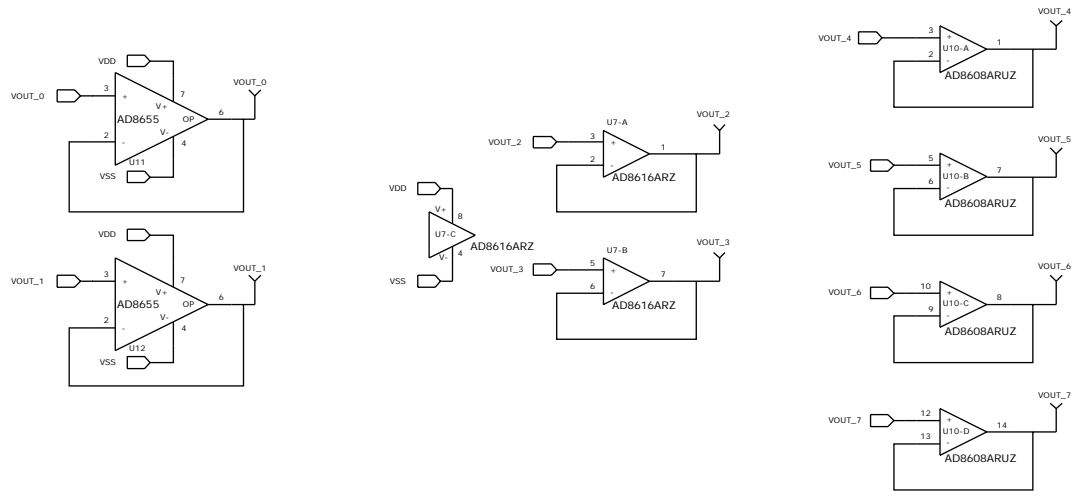 VDD
VOUT_0
VOUT_0
3
+
7
V+
AD8655
OP
6
V-
2
-
4
U11
VSS
VDD
VOUT_1
VOUT_1
3
+
7
V+
AD8655
OP
6
V-
2
-
4
U12
VSS
VDD
V+
8
U7-C
AD8616ARZ
V-
4
VSS
U7-A
VOUT_2
VOUT_2
3
+
1
2
-
AD8616ARZ
U7-B
VOUT_3
VOUT_3
5
+
7
6
-
AD8616ARZ
VOUT_4
VOUT_4
3
+
U10-A
1
2
-
AD8608ARUZ
VOUT_5
VOUT_5
5
+
U10-B
7
6
-
AD8608ARUZ
VOUT_6
VOUT_6
10
+
U10-C
8
9
-
AD8608ARUZ
VOUT_7
VOUT_7
12
+
U10-D
14
13
-
AD8608ARUZ